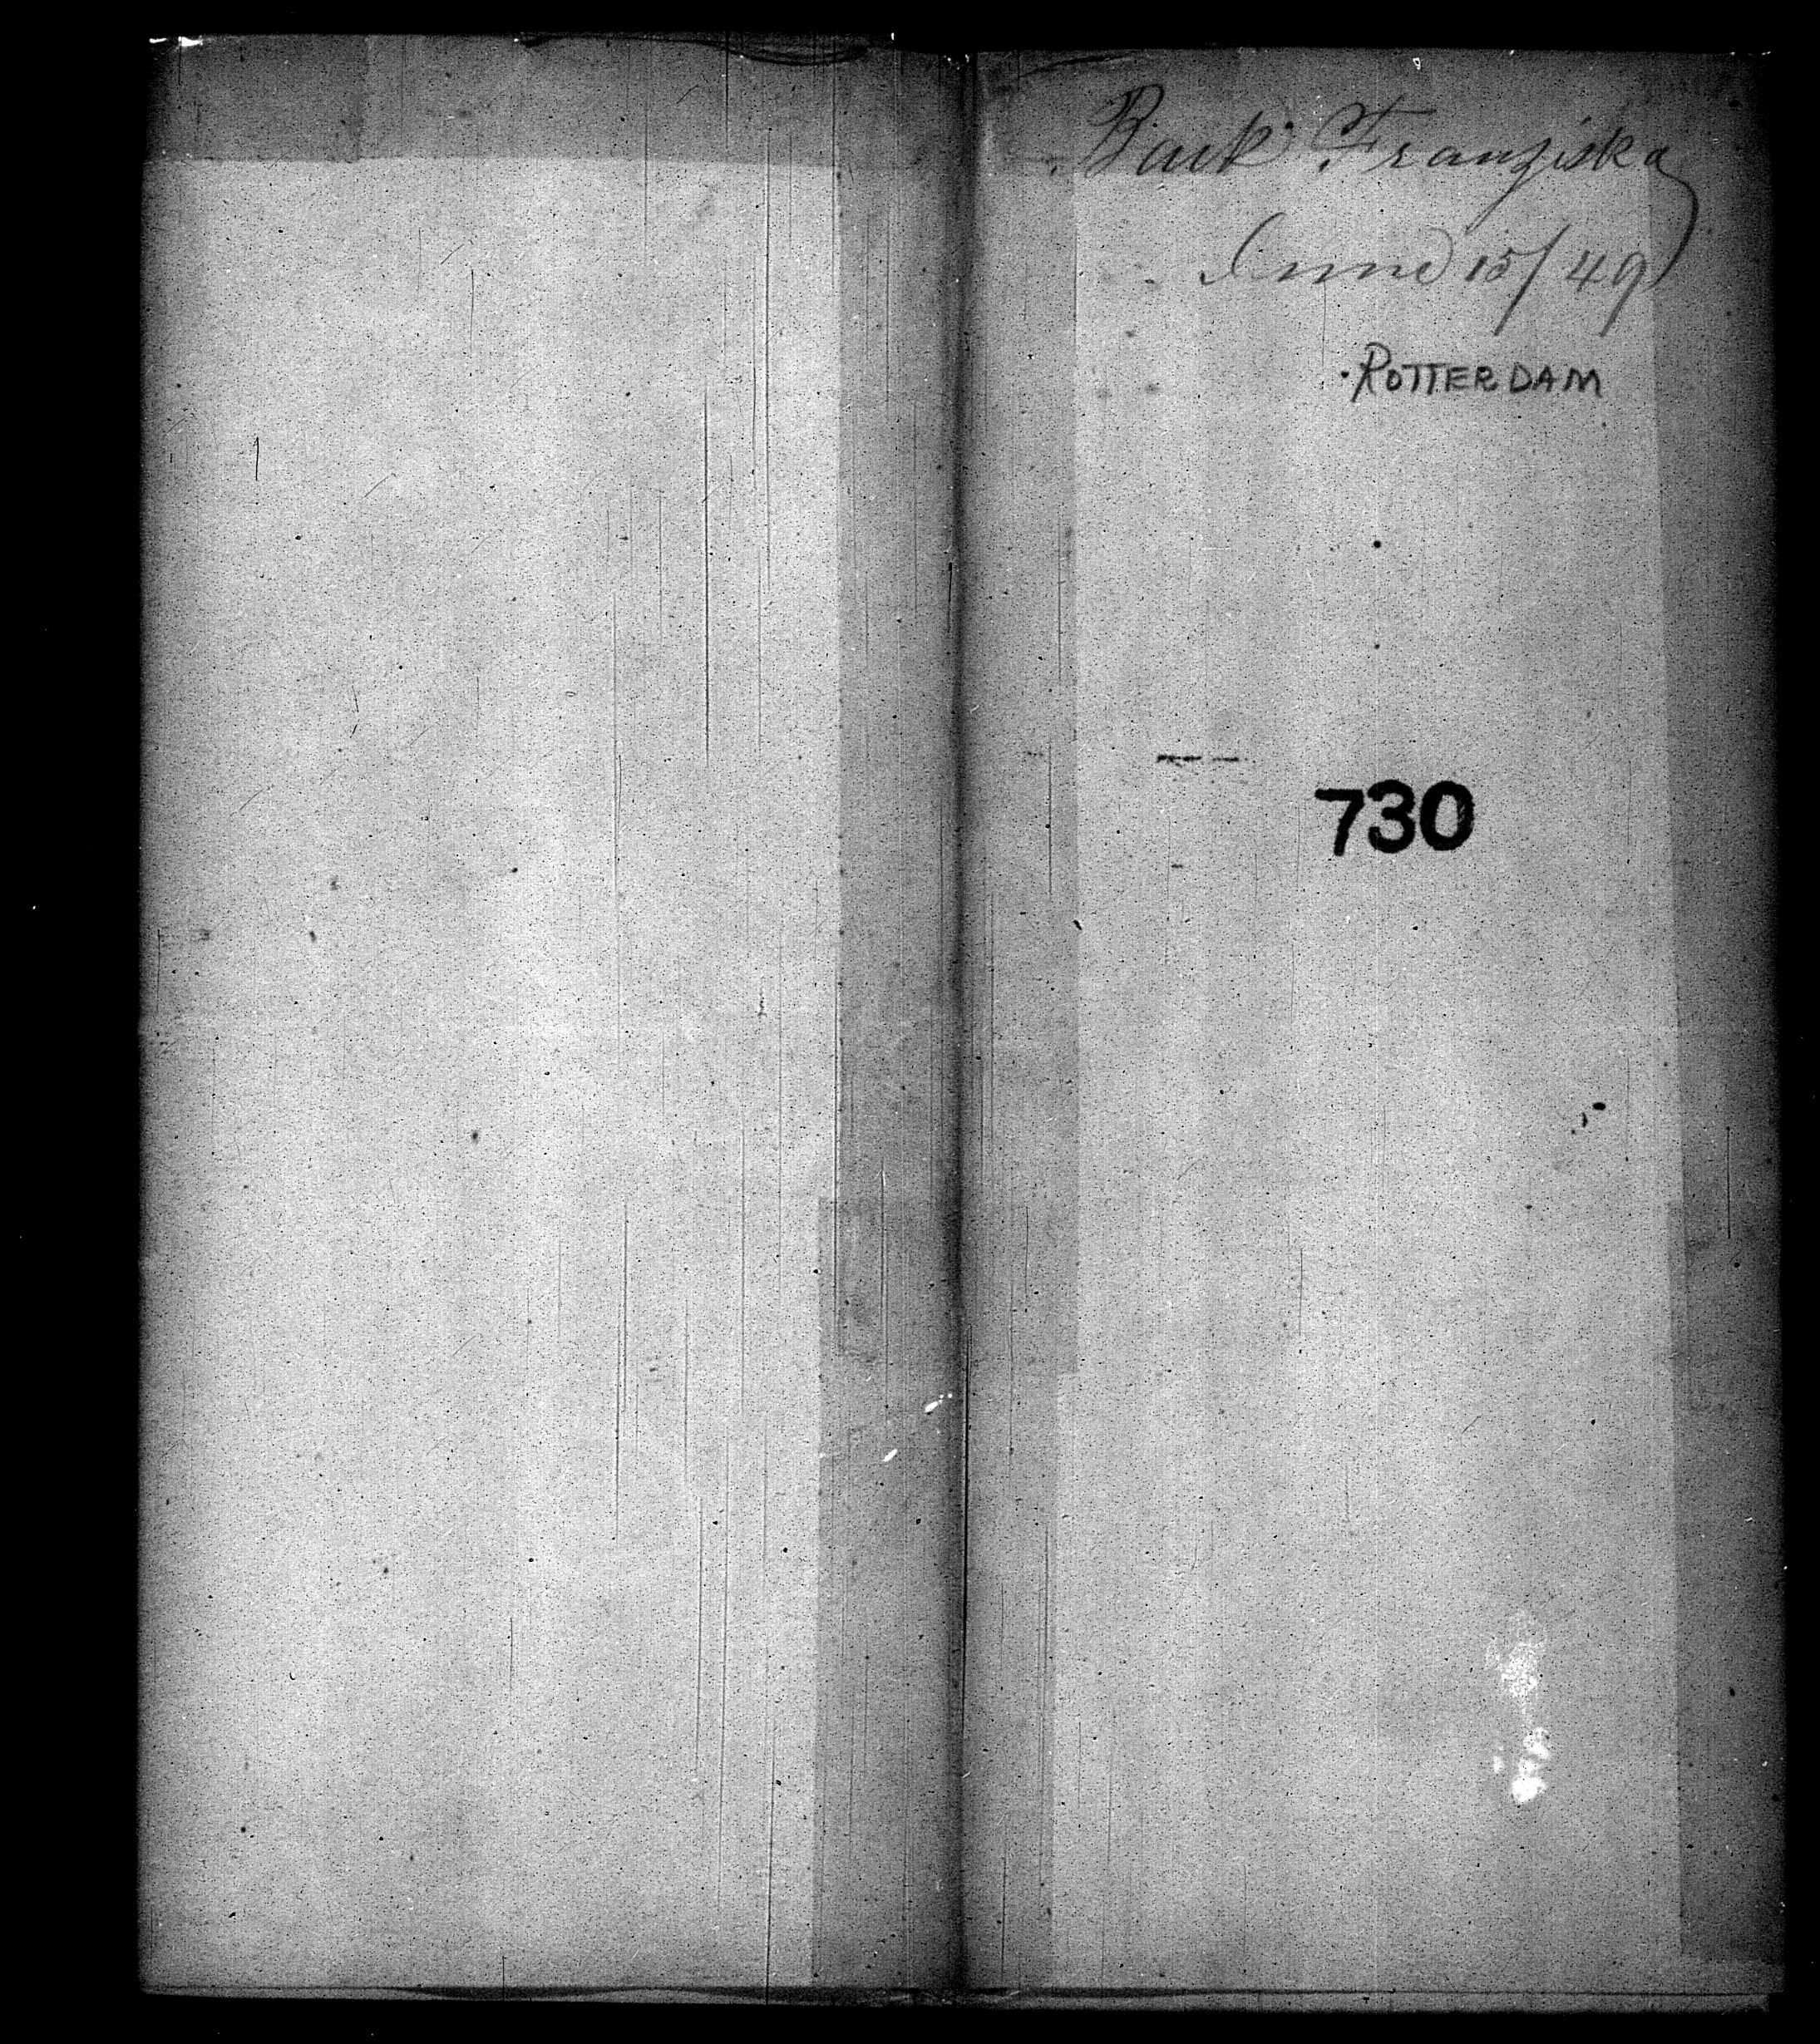 Bark Franziska
June 15/49
ROTTERDAM
730